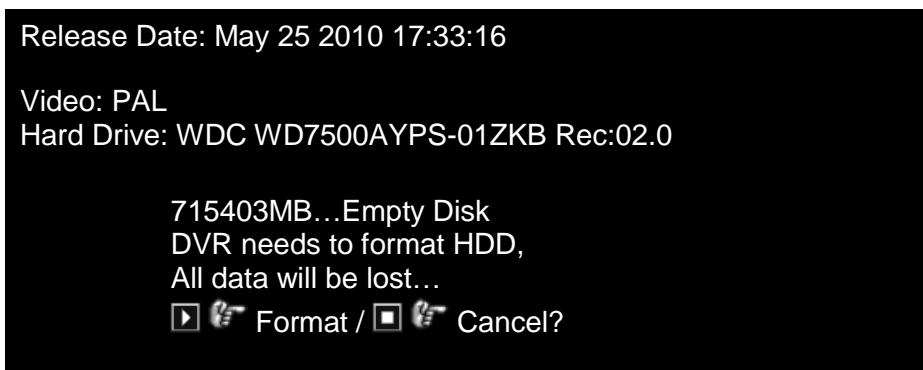 Release Date: May 25 2010 17:33:16
Video: PAL
Hard Drive: WDC WD7500AYPS-01ZKB Rec:02.0
715403MB…Empty Disk
DVR needs to format HDD,
All data will be lost…
Format / Cancel?